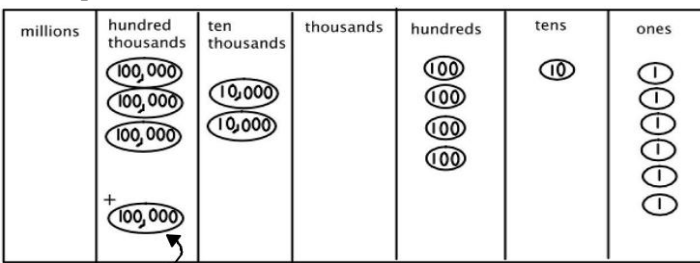 millions hundred thousands ten thousands thousands hundreds tens ones
100,000 10,000 100 10 1
100,000 10,000 100 1
100,000 100 1
100 1
1
+ 100,000 1